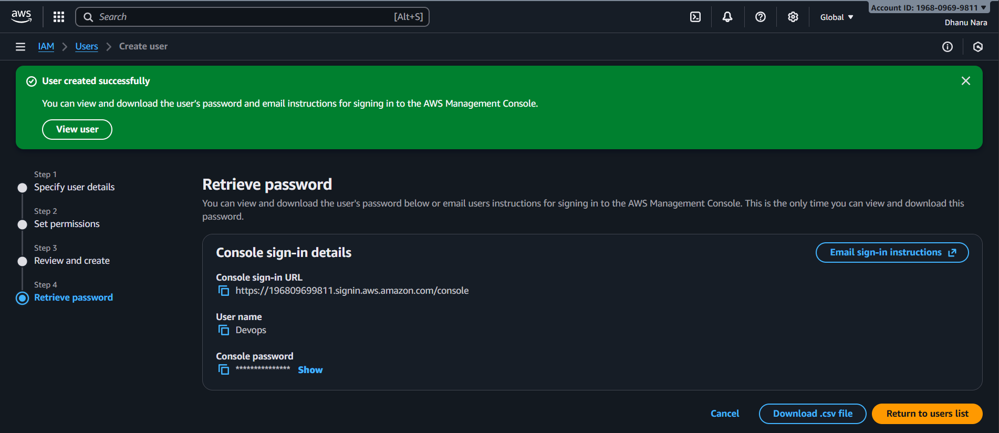 aws
Search
[Alt+S]
Global
Account ID: 1968-0969-9811
Dhanu Nara
IAM
Users
Create user
User created successfully
You can view and download the user's password and email instructions for signing in to the AWS Management Console.
View user
Step 1
Specify user details
Step 2
Set permissions
Step 3
Review and create
Step 4
Retrieve password
Retrieve password
You can view and download the user's password below or email users instructions for signing in to the AWS Management Console. This is the only time you can view and download this
password.
Console sign-in details
Email sign-in instructions
Console sign-in URL
https://196809699811.signin.aws.amazon.com/console
User name
Devops
Console password
*************** Show
Cancel
Download .csv file
Return to users list